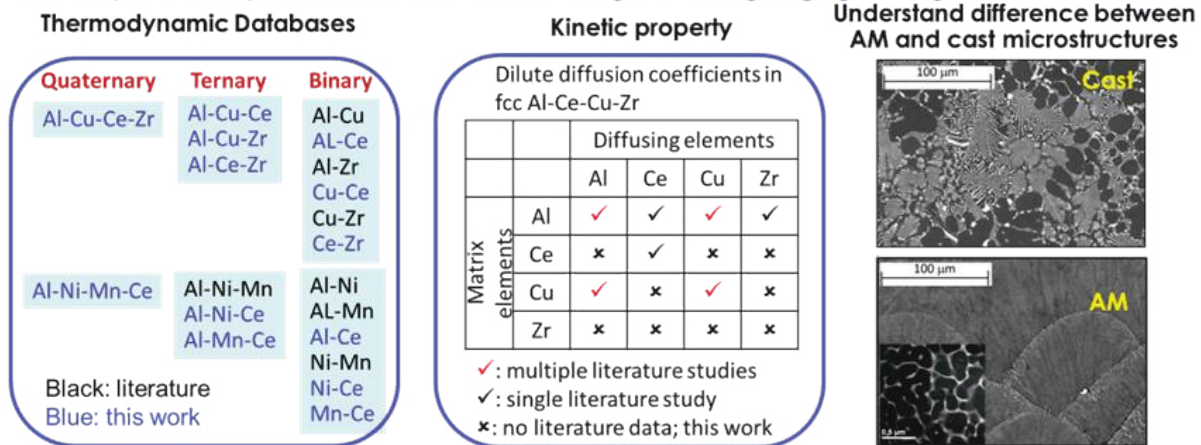 Thermodynamic Databases
Quaternary Ternary Binary
Al-Cu-Ce-Zr
Al-Cu-Ce
Al-Cu-Zr
Al-Ce-Zr
Al-Cu
AL-Ce
Al-Zr
Cu-Ce
Cu-Zr
Ce-Zr
Al-Ni-Mn-Ce
Al-Ni-Mn
Al-Ni-Ce
Al-Mn-Ce
Al-Ni
AL-Mn
Al-Ce
Ni-Mn
Ni-Ce
Mn-Ce
Black: literature
Blue: this work
Kinetic property
Dilute diffusion coefficients in
fcc Al-Ce-Cu-Zr
Diffusing elements
Al Ce Cu Zr
Matrix
elements
Al ✓ ✓ ✓ ✓
Ce × ✓ × ×
Cu ✓ × ✓ ×
Zr × × × ×
✓: multiple literature studies
✓: single literature study
×: no literature data; this work
Understand difference between
AM and cast microstructures
100 μm
Cast
100 μm
AM
0.5 μm